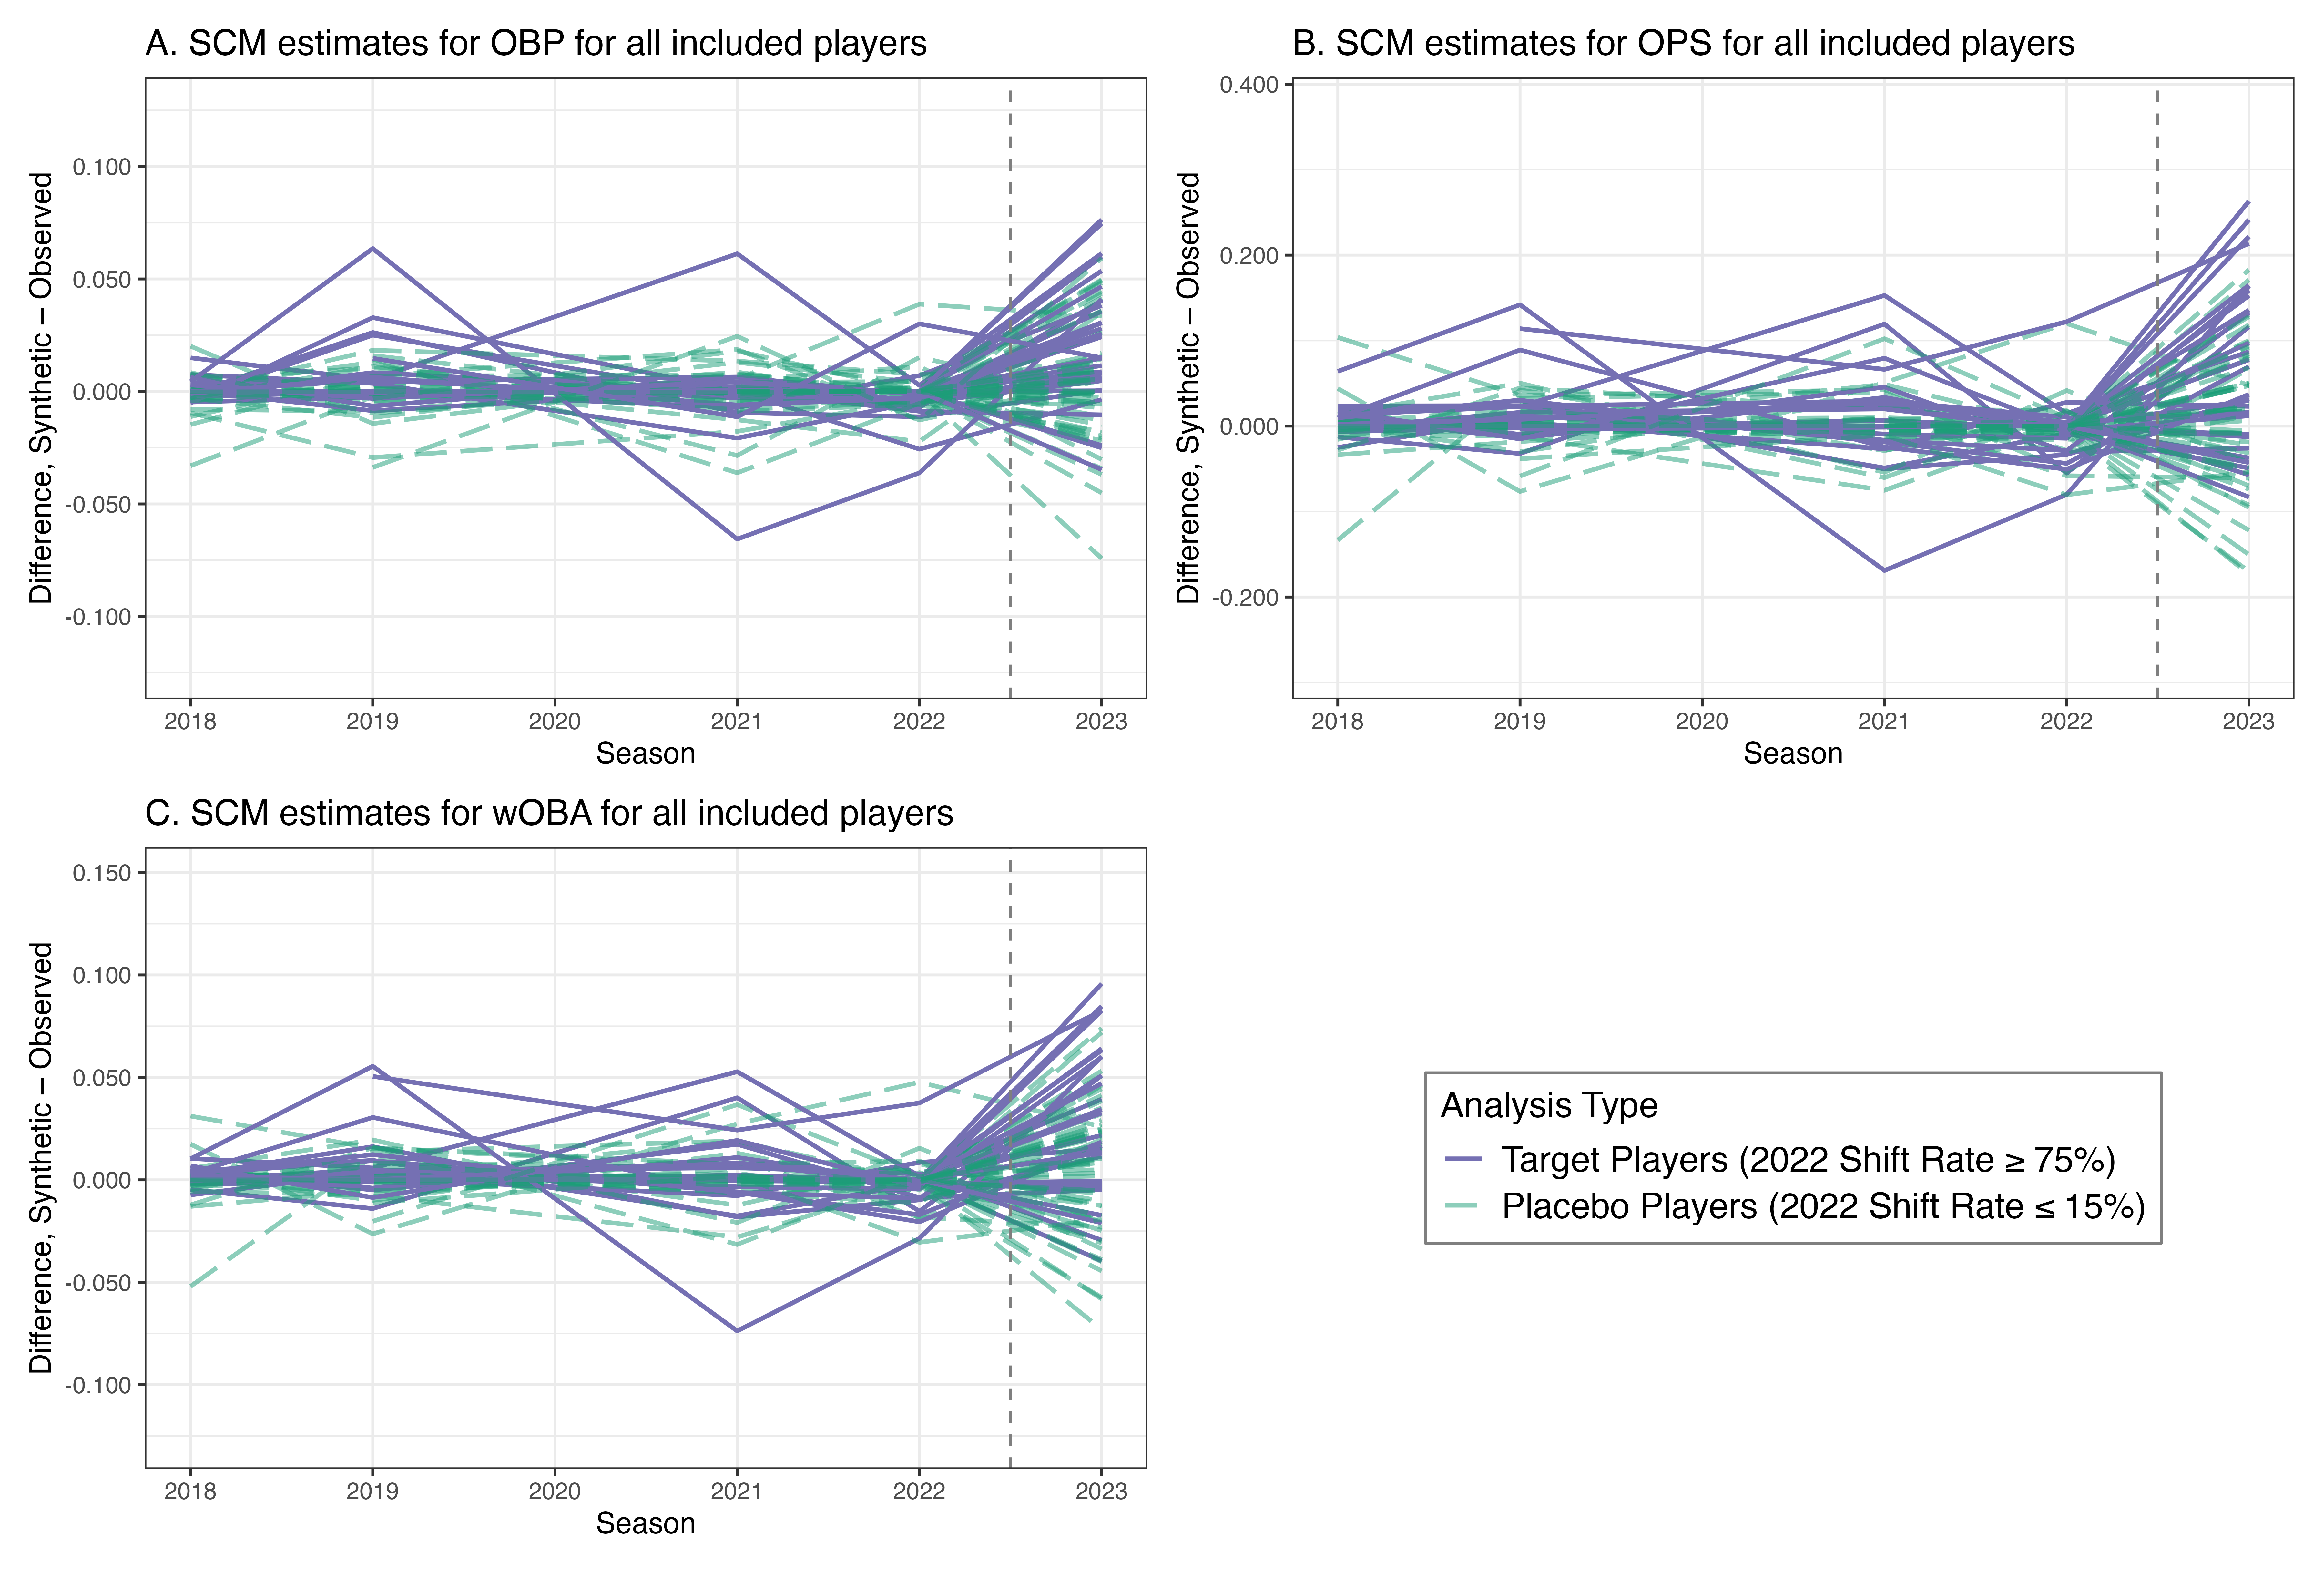 A. SCM estimates for OBP for all included players
Difference, Synthetic – Observed
0.100
0.050
0.000
-0.050
-0.100
2018 2019 2020 2021 2022 2023
Season
B. SCM estimates for OPS for all included players
Difference, Synthetic – Observed
0.400
0.200
0.000
-0.200
2018 2019 2020 2021 2022 2023
Season
C. SCM estimates for wOBA for all included players
Difference, Synthetic – Observed
0.150
0.100
0.050
0.000
-0.050
-0.100
2018 2019 2020 2021 2022 2023
Season
Analysis Type
Target Players (2022 Shift Rate ≥ 75%)
Placebo Players (2022 Shift Rate ≤ 15%)